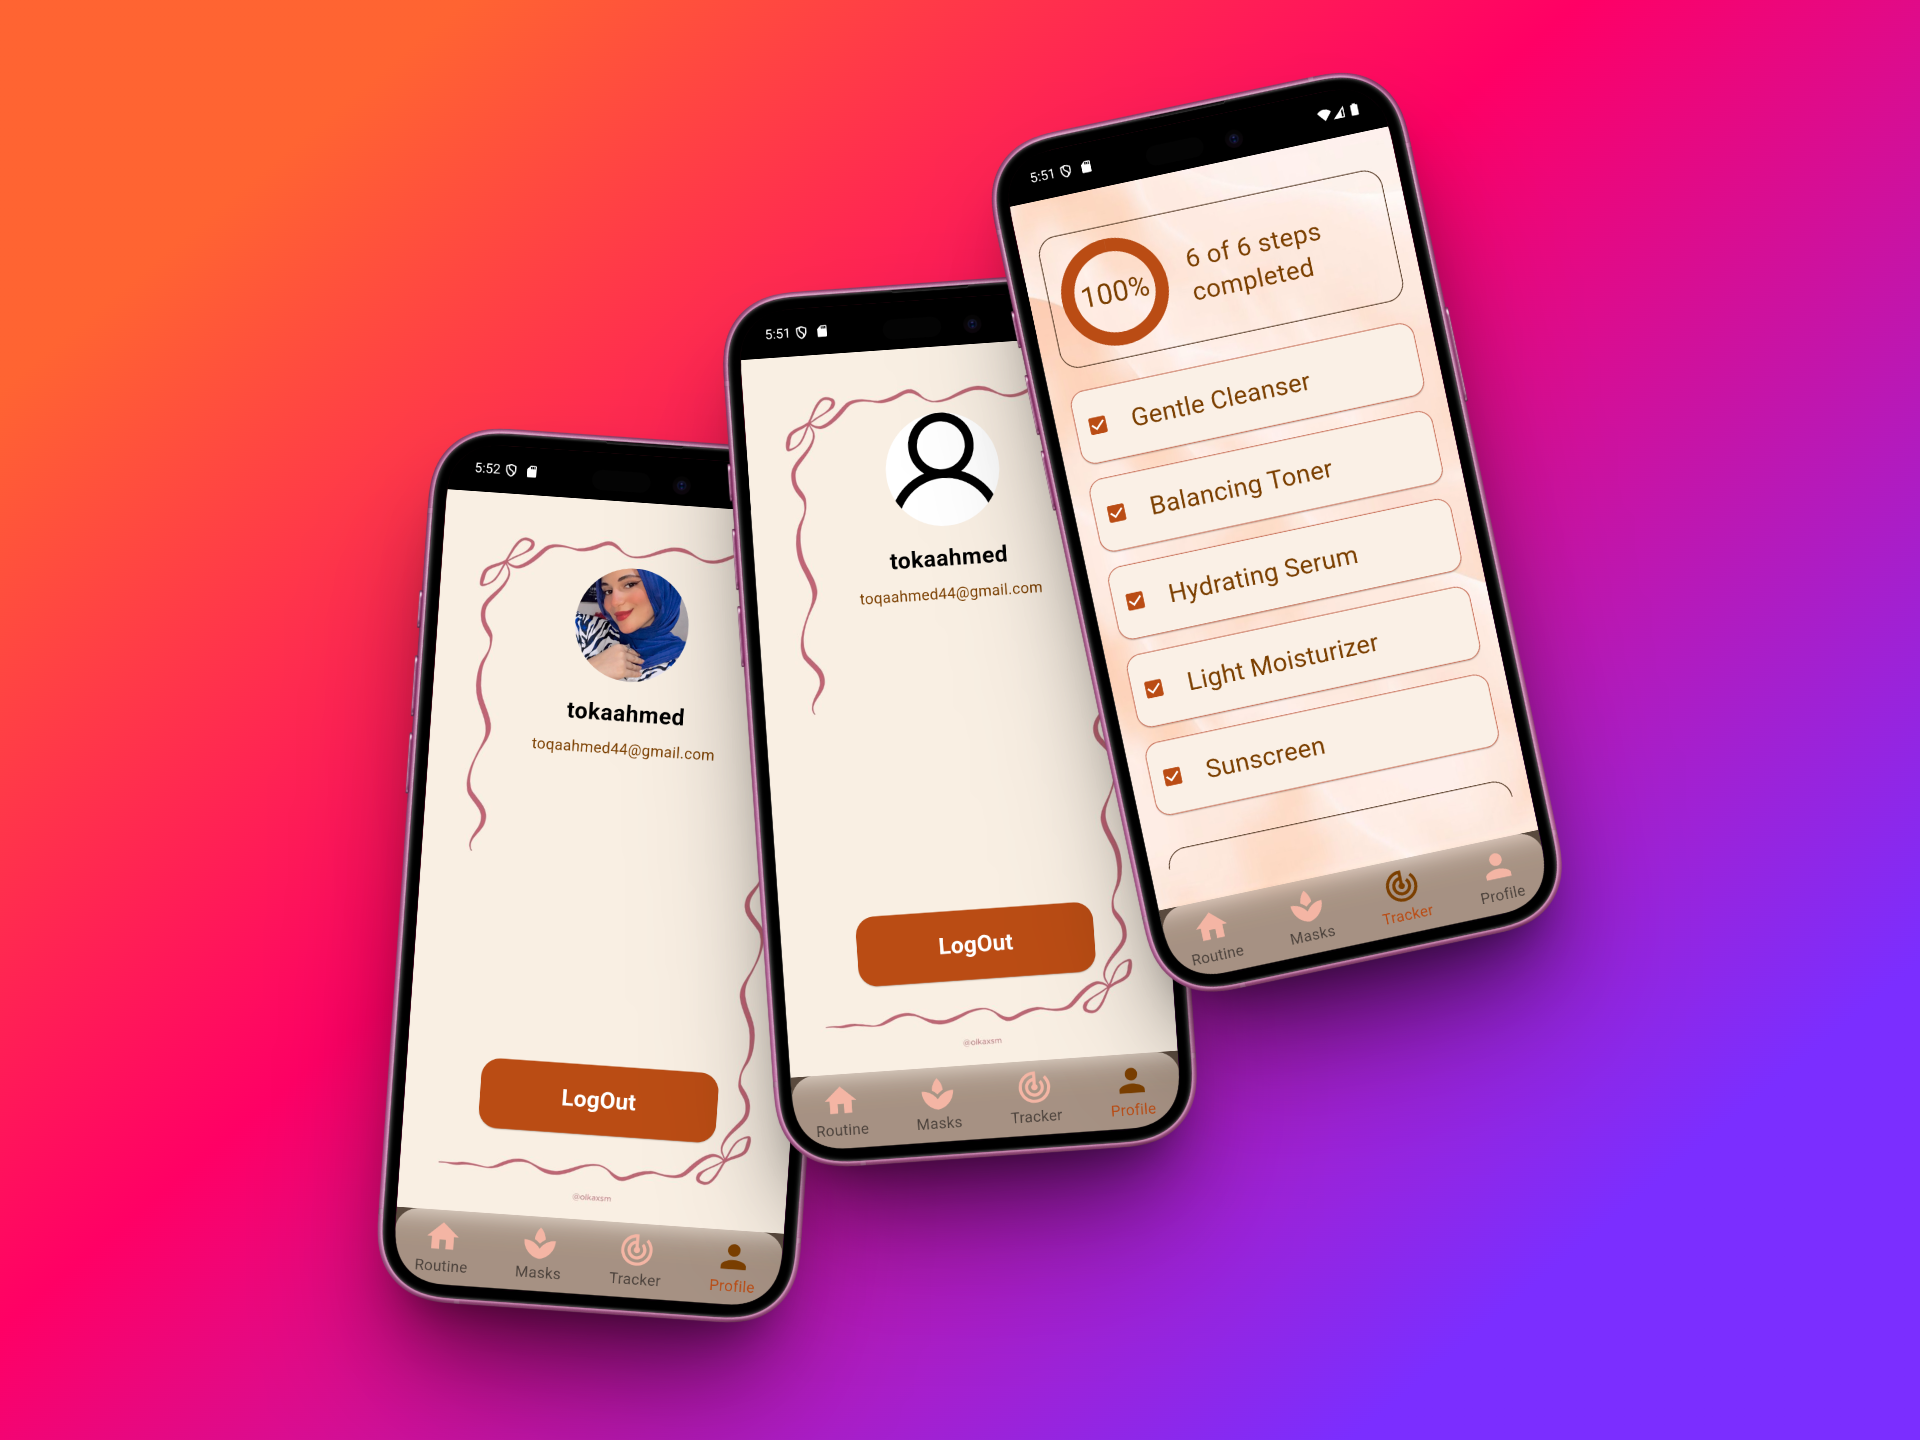 5:52
tokaahmed
toqaahmed44@gmail.com
LogOut
@olkaxsm
Routine
Masks
Tracker
Profile
5:51
tokaahmed
toqaahmed44@gmail.com
LogOut
@olkaxsm
Routine
Masks
Tracker
Profile
5:51
100%
6 of 6 steps
completed
Gentle Cleanser
Balancing Toner
Hydrating Serum
Light Moisturizer
Sunscreen
Routine
Masks
Tracker
Profile